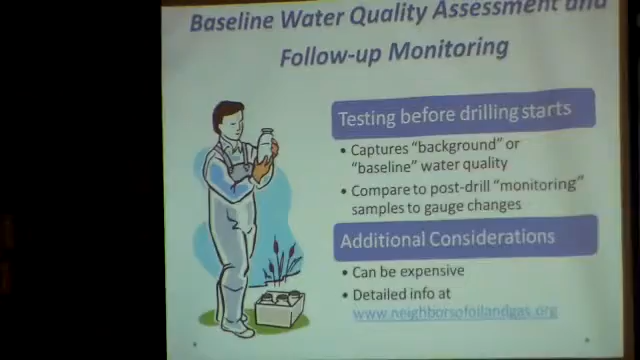 Baseline Water Quality Assessment and
Follow-up Monitoring
Testing before drilling starts
• Captures "background" or
"baseline" water quality
• Compare to post-drill "monitoring"
samples to gauge changes
Additional Considerations
• Can be expensive
• Detailed info at
www.neighborsofoilandgas.org